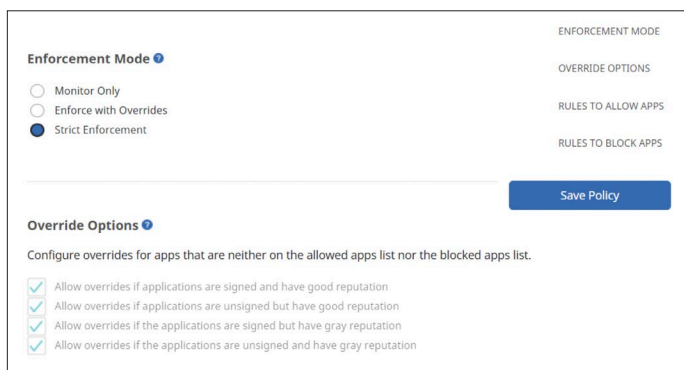 ENFORCEMENT MODE
Enforcement Mode ?
OVERRIDE OPTIONS
Monitor Only
Enforce with Overrides
RULES TO ALLOW APPS
Strict Enforcement
RULES TO BLOCK APPS
Save Policy
Override Options ?
Configure overrides for apps that are neither on the allowed apps list nor the blocked apps list.
Allow overrides if applications are signed and have good reputation
Allow overrides if applications are unsigned but have good reputation
Allow overrides if the applications are signed but have gray reputation
Allow overrides if the applications are unsigned and have gray reputation